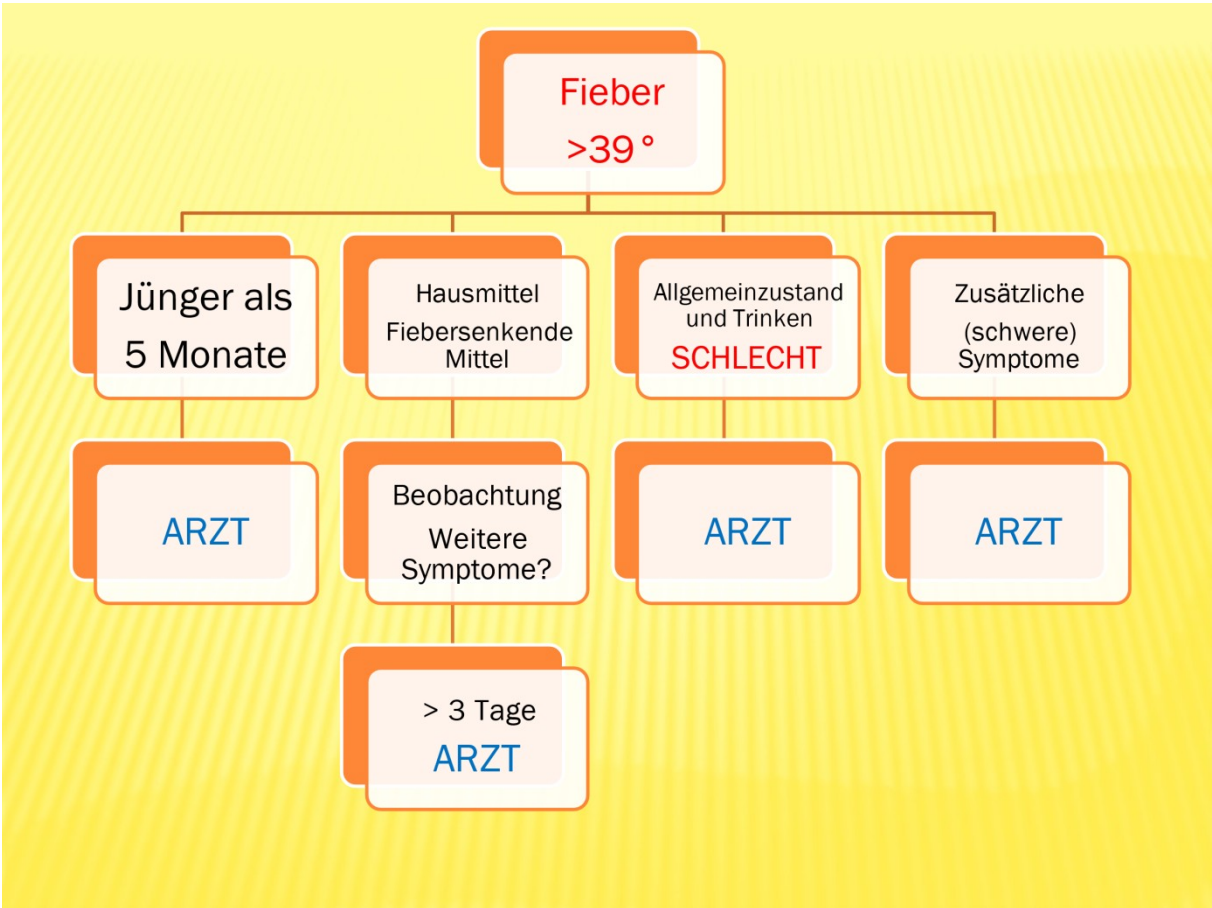 Fieber
>39°
Jünger als
5 Monate
Hausmittel
Fiebersenkende
Mittel
Allgemeinzustand
und Trinken
SCHLECHT
Zusätzliche
(schwere)
Symptome
ARZT
Beobachtung
Weitere
Symptome?
ARZT
ARZT
> 3 Tage
ARZT